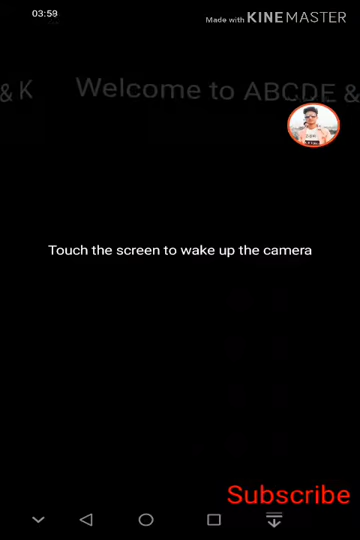 03:59
Made with KINEMASTER
& K Welcome to ABCDE &
Touch the screen to wake up the camera
Subscribe